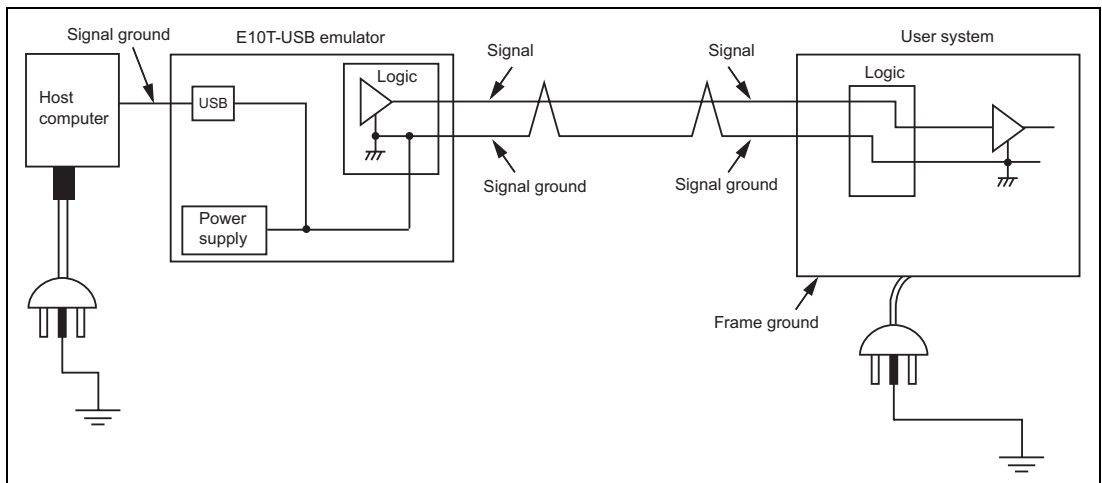 Signal ground
E10T-USB emulator
User system
Signal
Signal
Logic
Logic
Host
computer
USB
Signal ground
Signal ground
Power
supply
Frame ground